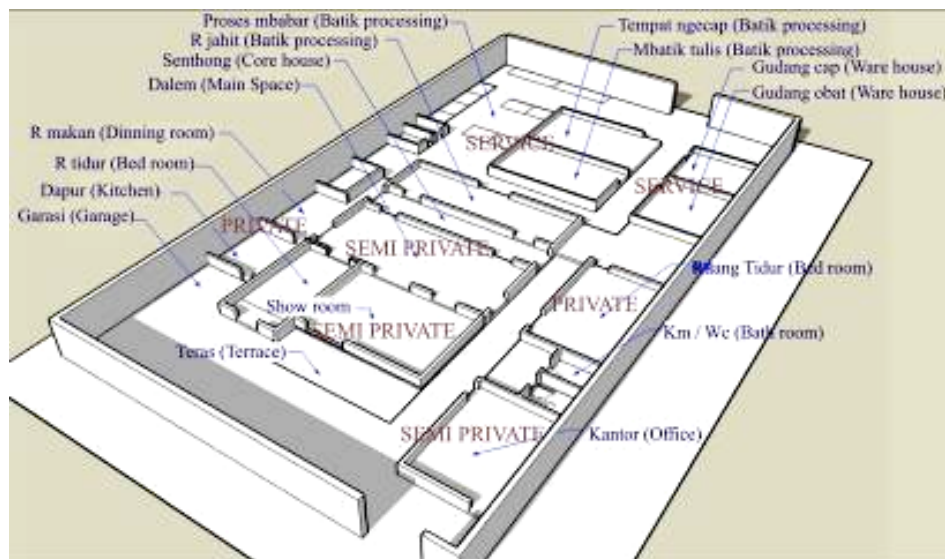 Proses mbabar (Batik processing)
R jahit (Batik processing)
Senthong (Core house)
Dalem (Main Space)
R makan (Dinning room)
R tidur (Bed room)
Dapur (Kitchen)
Garasi (Garage)
Tempat ngecap (Batik processing)
Mbatik tulis (Batik processing)
Gudang cap (Ware house)
Gudang obat (Ware house)
SERVICE
SERVICE
PRIVATE
SEMI PRIVATE
Tidur (Bed room)
PRIVATE
Show room
SEMI PRIVATE
Km / Wc (Bath room)
Teras (Terrace)
SEMI PRIVATE
Kantor (Office)